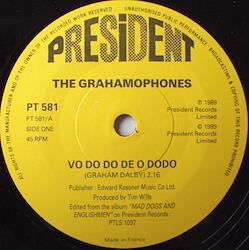 ALL RIGHTS OF THE MANUFACTURER AND OF THE OWNER OF THE RECORDED WORK RESERVED UNAUTHORISED PUBLIC PERFORMANCE BROADCASTING AND COPYING OF THIS RECORD PROHIBITED
PRESIDENT
THE GRAHAMOPHONES
PT 581
PT 581/A
SIDE ONE
45 RPM
℗ 1989
President Records
Limited
© 1989
President Records
Limited
VO DO DO DE O DODO
(GRAHAM DALBY) 2.16
Publisher : Edward Kassner Music Co Ltd.
Produced by Tim Wills
Edited from the album "MAD DOGS AND
ENGLISHMEN" on President Records :
PTLS 1097
Made in France